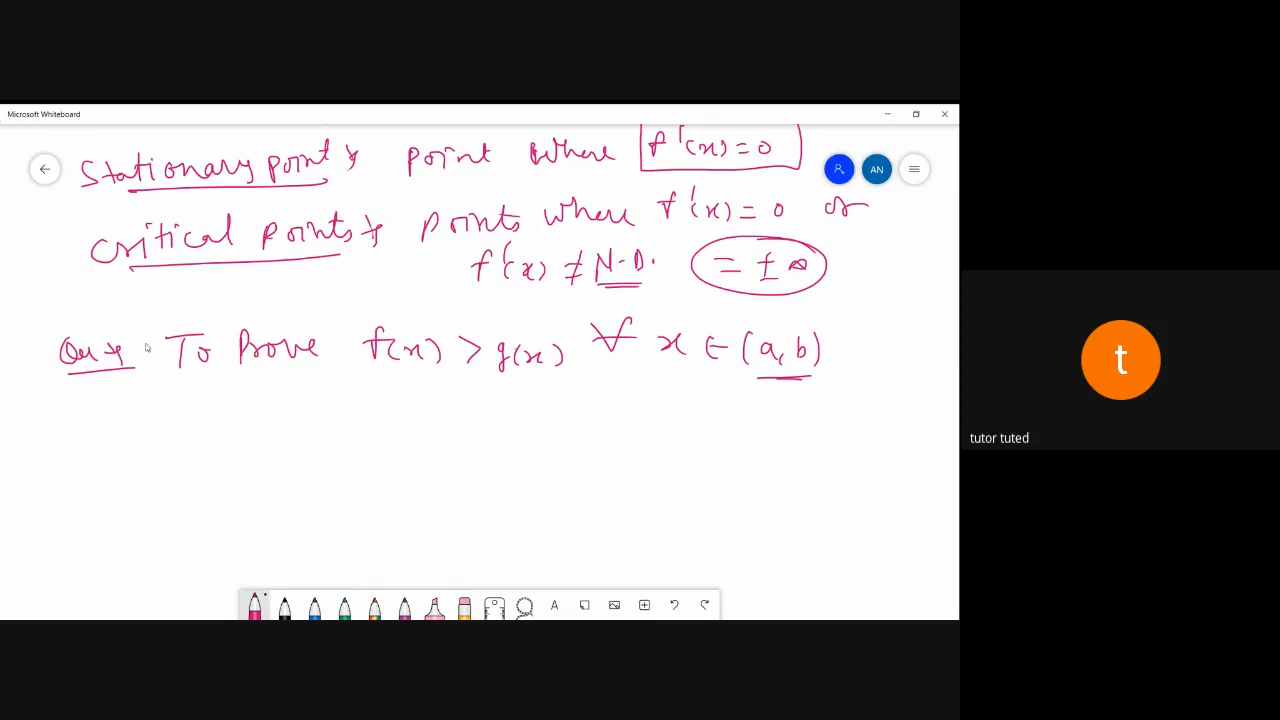 Microsoft Whiteboard
Stationary point → point where f'(x) = 0
AN
Critical points → points where f'(x) = 0 or
f'(x) ≠ N.D. = ± ∞
Que → To Prove f(x) > g(x) ∀ x ∈ (a, b)
t
tutor tuted
A